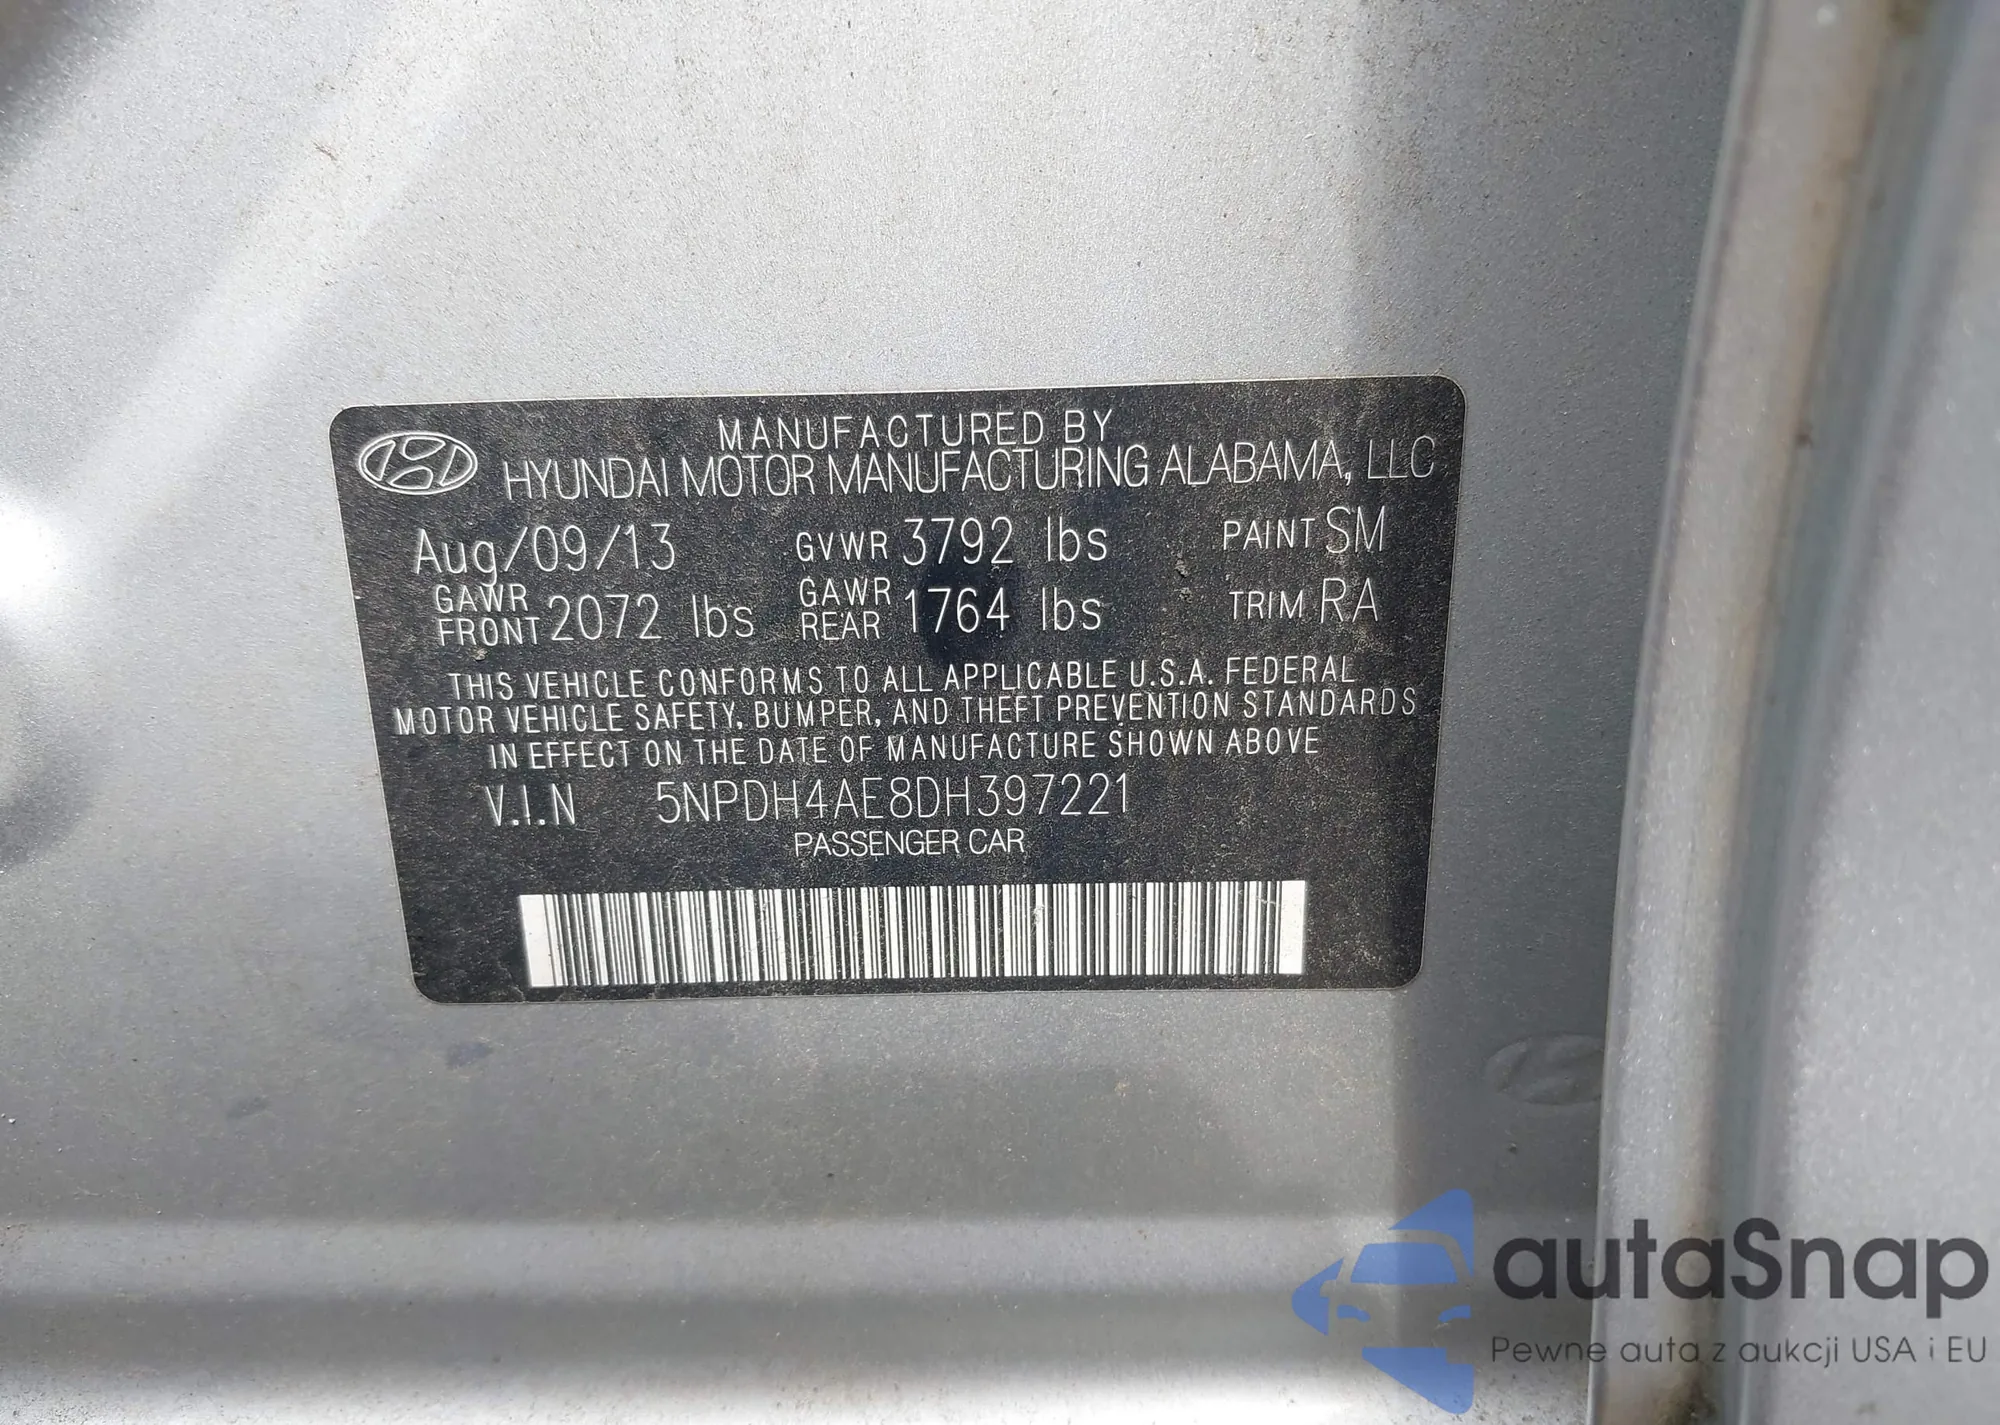 MANUFACTURED BY
HYUNDAI MOTOR MANUFACTURING ALABAMA, LLC
Aug/09/13 GVWR 3792 lbs PAINT SM
GAWR FRONT 2072 lbs GAWR REAR 1764 lbs TRIM RA
THIS VEHICLE CONFORMS TO ALL APPLICABLE U.S.A. FEDERAL
MOTOR VEHICLE SAFETY, BUMPER, AND THEFT PREVENTION STANDARDS
IN EFFECT ON THE DATE OF MANUFACTURE SHOWN ABOVE
V.I.N 5NPDH4AE8DH397221
PASSENGER CAR
autaSnap
Pewne auta z aukcji USA i EU